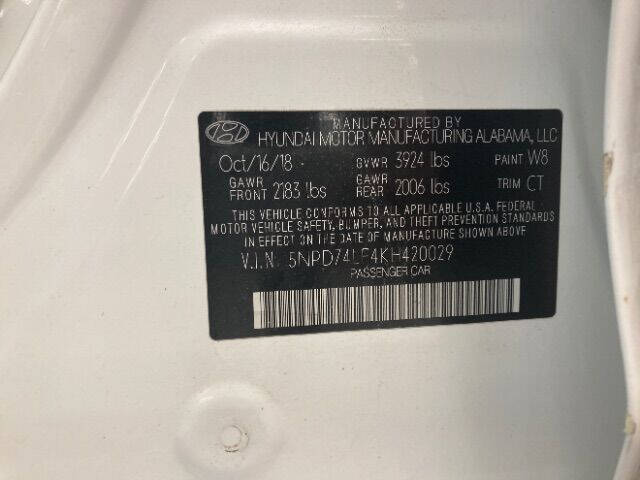 MANUFACTURED BY
HYUNDAI MOTOR MANUFACTURING ALABAMA, LLC
Oct/16/18 GVWR 3924 lbs PAINT W8
GAWR FRONT 2183 lbs GAWR REAR 2006 lbs TRIM CT
THIS VEHICLE CONFORMS TO ALL APPLICABLE U.S.A. FEDERAL
MOTOR VEHICLE SAFETY, BUMPER, AND THEFT PREVENTION STANDARDS
IN EFFECT ON THE DATE OF MANUFACTURE SHOWN ABOVE
V.I.N: 5NPD74LF4KH420029
PASSENGER CAR